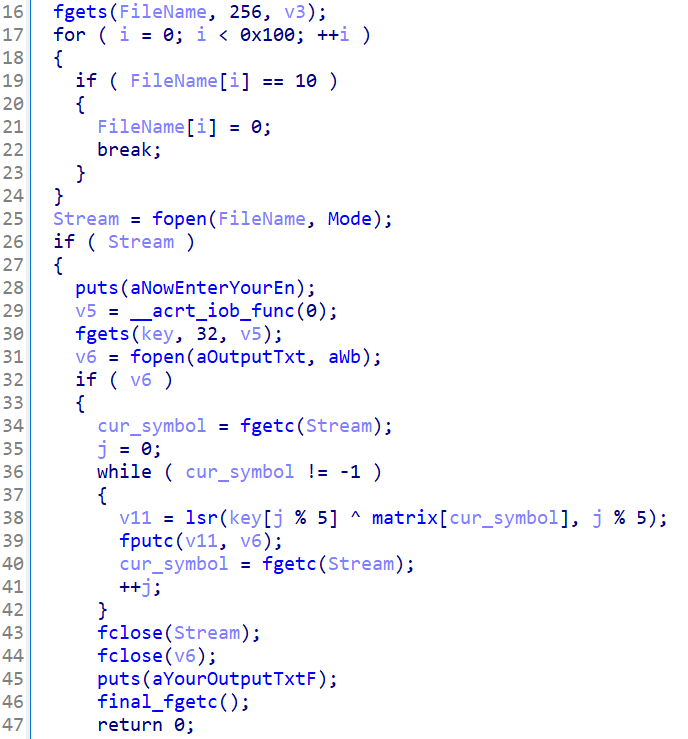 16 fgets(FileName, 256, v3);
17 for ( i = 0; i < 0x100; ++i )
18 {
19 if ( FileName[i] == 10 )
20 {
21 FileName[i] = 0;
22 break;
23 }
24 }
25 Stream = fopen(FileName, Mode);
26 if ( Stream )
27 {
28 puts(aNowEnterYourEn);
29 v5 = __acrt_iob_func(0);
30 fgets(key, 32, v5);
31 v6 = fopen(aOutputTxt, aWb);
32 if ( v6 )
33 {
34 cur_symbol = fgetc(Stream);
35 j = 0;
36 while ( cur_symbol != -1 )
37 {
38 v11 = lsr(key[j % 5] ^ matrix[cur_symbol], j % 5);
39 fputc(v11, v6);
40 cur_symbol = fgetc(Stream);
41 ++j;
42 }
43 fclose(Stream);
44 fclose(v6);
45 puts(aYourOutputTxtF);
46 final_fgetc();
47 return 0;